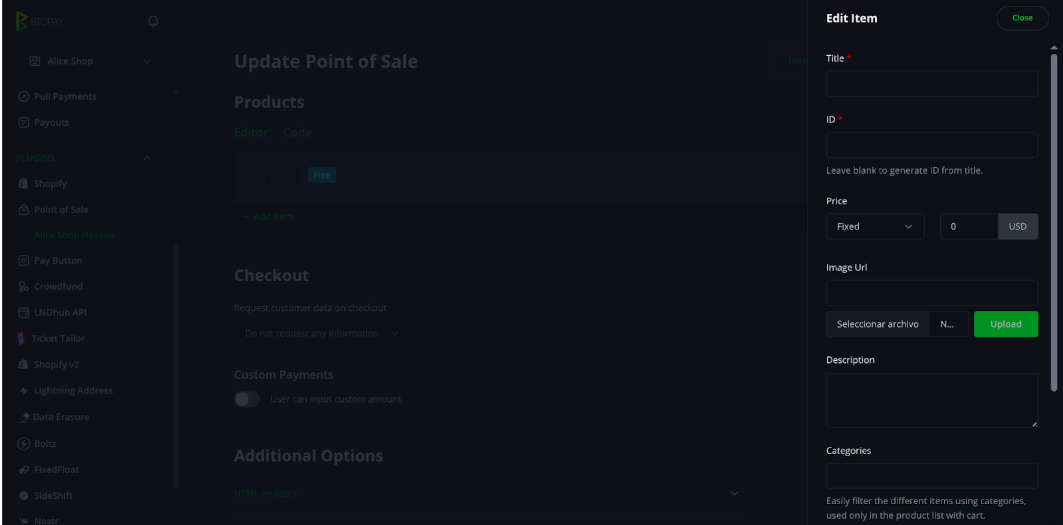 BTCPAY
Alice Shop
Pull Payments
Payouts
PLUGINS
Shopify
Point of Sale
Alice Shop Havana
Pay Button
Crowdfund
LNDhub API
Ticket Tailor
Shopify v2
Lightning Address
Data Erasure
Boltz
FixedFloat
SideShift
Nostr
Update Point of Sale
Invo
Products
Editor Code
Free
+ Add Item
Checkout
Request customer data on checkout
Do not request any information
Custom Payments
User can input custom amount
Additional Options
HTML Headers
Edit Item
Close
Title *
ID *
Leave blank to generate ID from title.
Price
Fixed 0 USD
Image Url
Seleccionar archivo N... Upload
Description
Categories
Easily filter the different items using categories,
used only in the product list with cart.